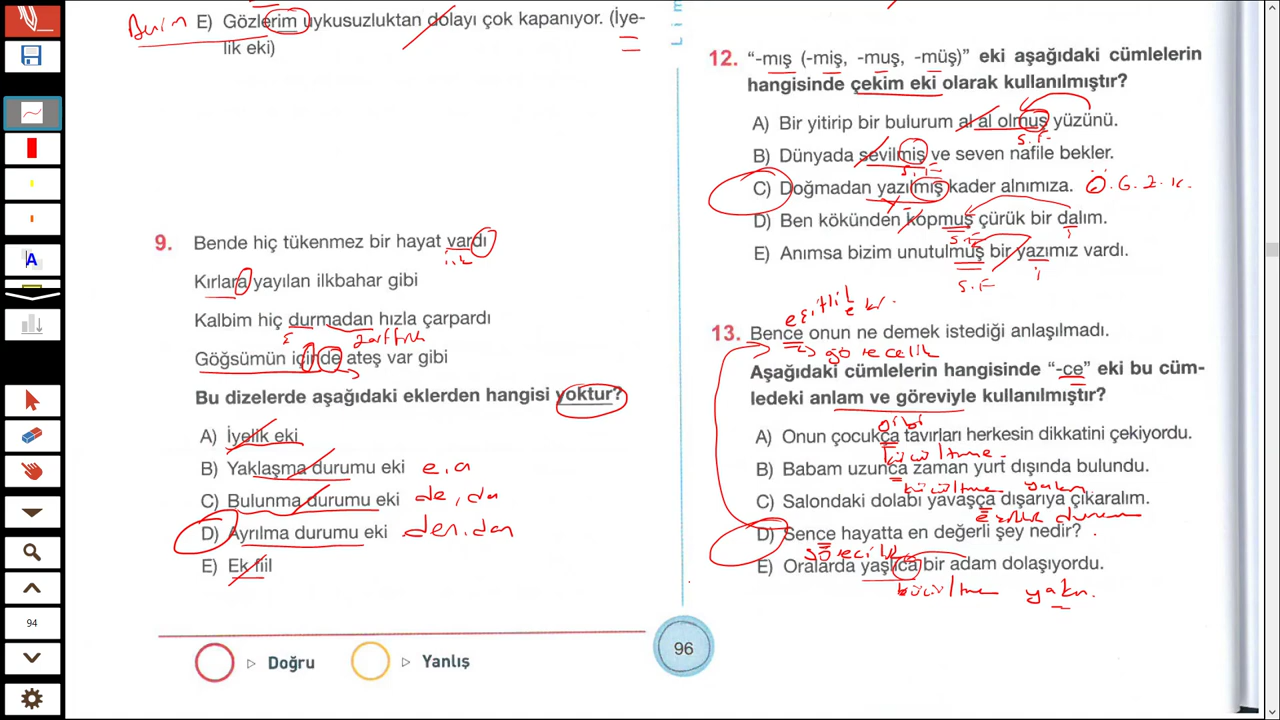 E) Gözlerim uykusuzluktan dolayı çok kapanıyor. (İye-
lik eki)
9. Bende hiç tükenmez bir hayat vardı
Kırlara yayılan ilkbahar gibi
Kalbim hiç durmadan hızla çarpardı
Göğsümün içinde ateş var gibi
Bu dizelerde aşağıdaki eklerden hangisi yoktur?
A) İyelik eki
B) Yaklaşma durumu eki e, a
C) Bulunma durumu eki de, da
D) Ayrılma durumu eki den, dan
E) Ek fiil
Doğru
Yanlış
96
12. "-mış (-miş, -muş, -müş)" eki aşağıdaki cümlelerin
hangisinde çekim eki olarak kullanılmıştır?
A) Bir yitirip bir bulurum al al olmuş yüzünü.
S.F
B) Dünyada sevilmiş ve seven nafile bekler.
S.F
C) Doğmadan yazılmış kader alnımıza. Ö.G.Z.K.
D) Ben kökünden kopmuş çürük bir dalım.
S.F
E) Anımsa bizim unutulmuş bir yazımız vardı.
S.F
eşitlik
13. Bence onun ne demek istediği anlaşılmadı.
görecelik
Aşağıdaki cümlelerin hangisinde "-ce" eki bu cüm-
ledeki anlam ve göreviyle kullanılmıştır?
gibi
A) Onun çocukça tavırları herkesin dikkatini çekiyordu.
küçültme
B) Babam uzunca zaman yurt dışında bulundu.
küçültme yakın
C) Salondaki dolabı yavaşça dışarıya çıkaralım.
eşitlik durum
D) Sence hayatta en değerli şey nedir?
görecilik
E) Oralarda yaşlıca bir adam dolaşıyordu.
küçültme yakın.
94
A